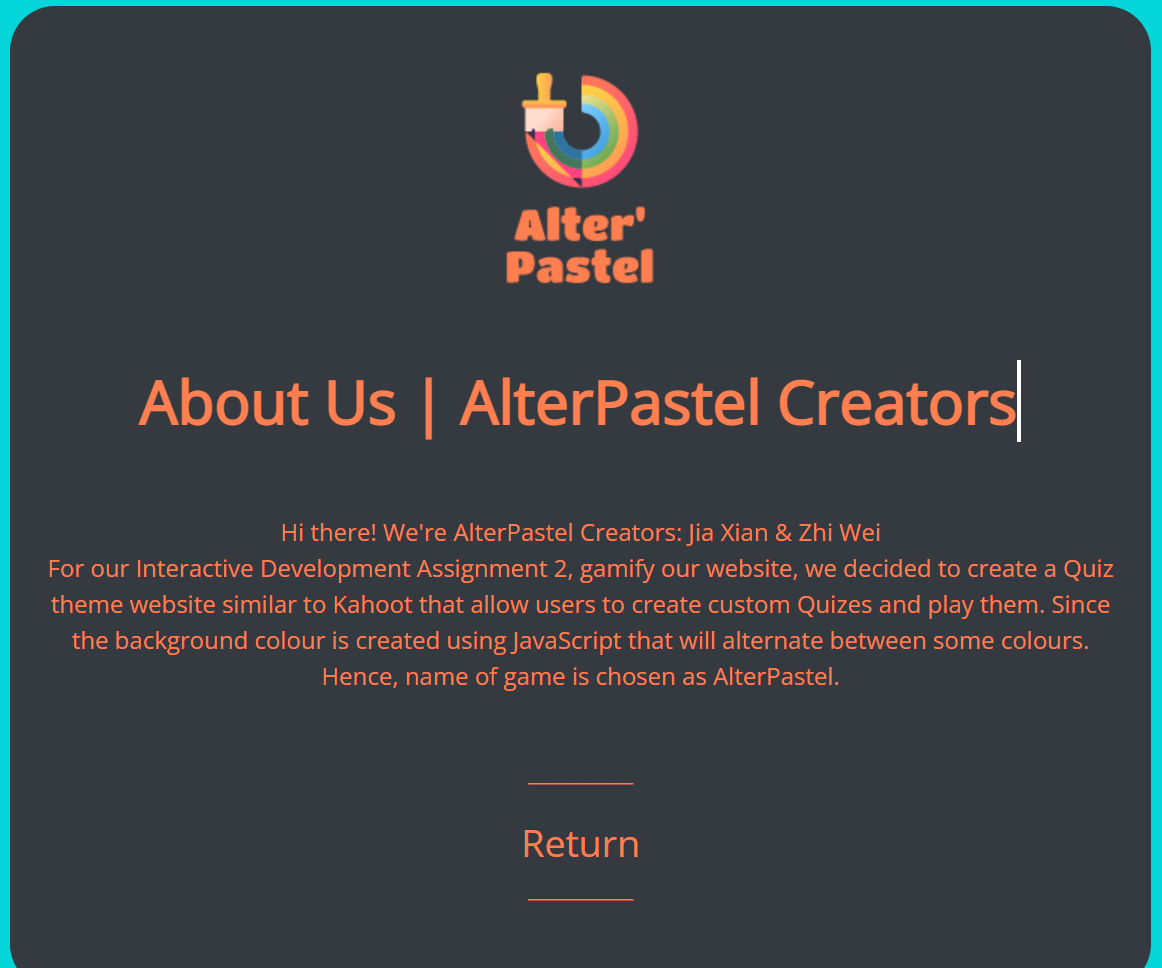 Alter'
Pastel
About Us | AlterPastel Creators
Hi there! We're AlterPastel Creators: Jia Xian & Zhi Wei
For our Interactive Development Assignment 2, gamify our website, we decided to create a Quiz
theme website similar to Kahoot that allow users to create custom Quizes and play them. Since
the background colour is created using JavaScript that will alternate between some colours.
Hence, name of game is chosen as AlterPastel.
Return